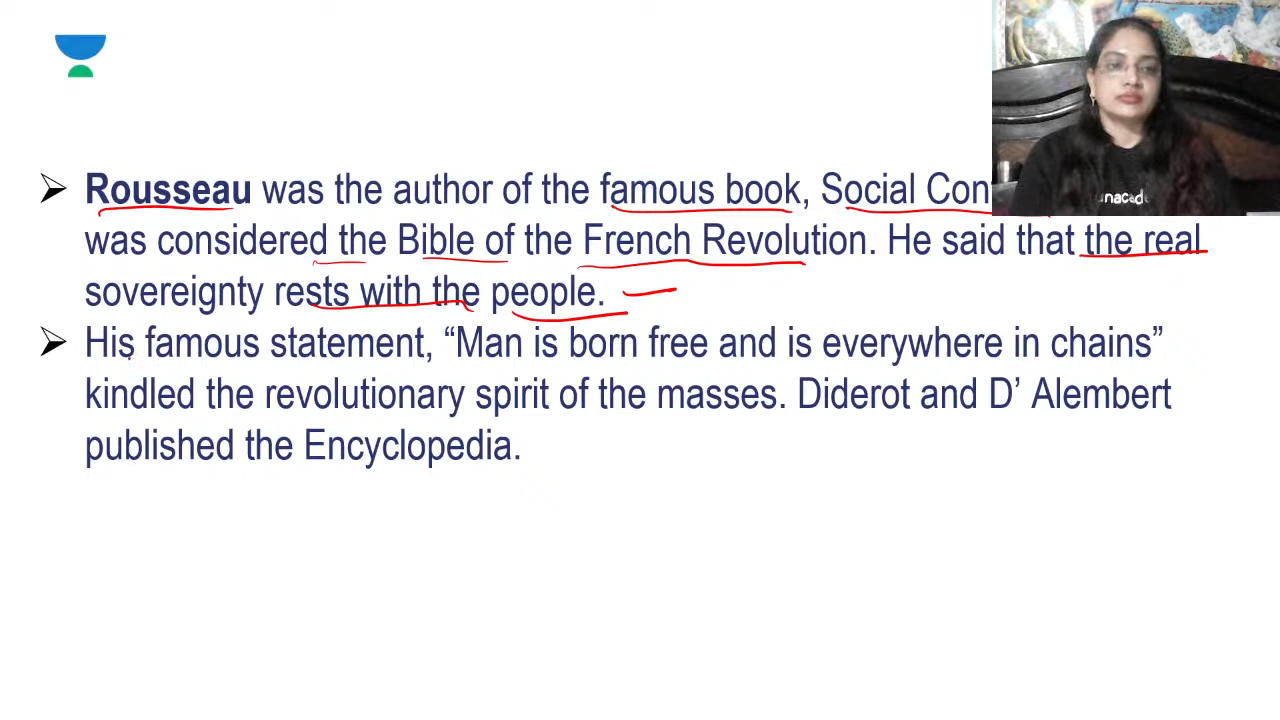 Rousseau was the author of the famous book, Social
was considered the Bible of the French Revolution. He said that the real
sovereignty rests with the people.
His famous statement, “Man is born free and is everywhere in chains”
kindled the revolutionary spirit of the masses. Diderot and D’ Alembert
published the Encyclopedia.